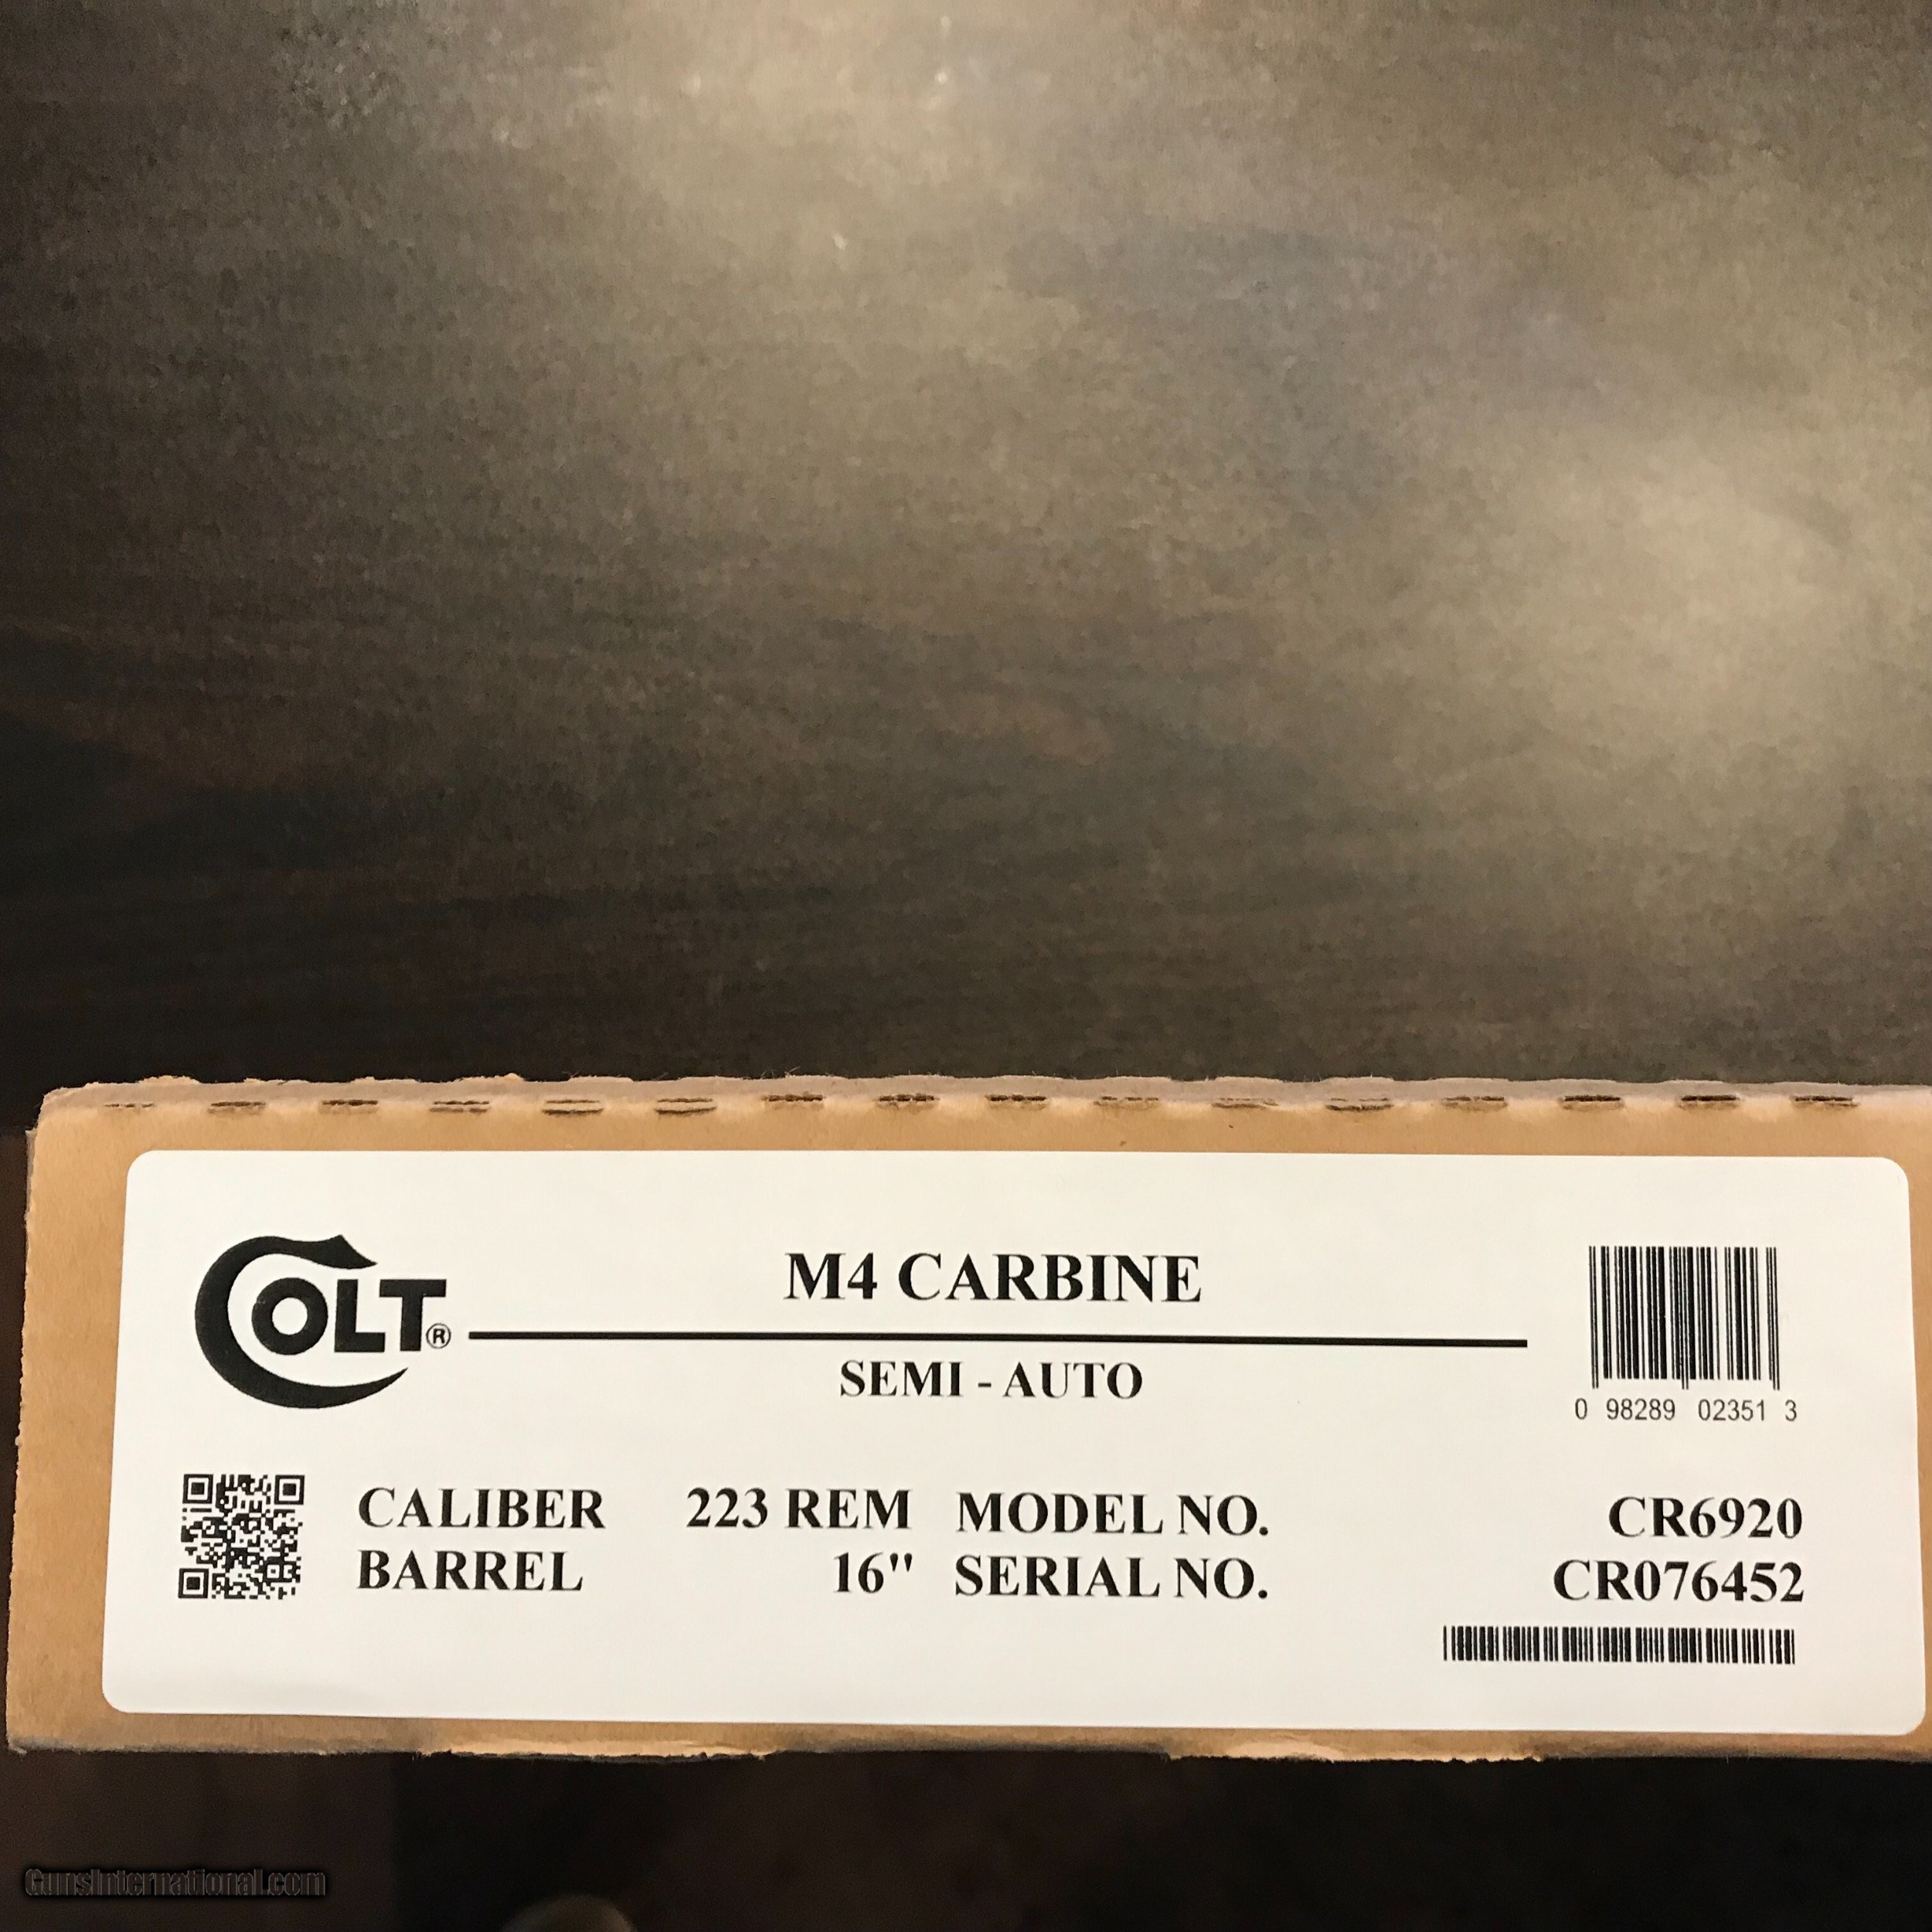 COLT®
M4 CARBINE
SEMI - AUTO
0 98289 02351 3
CALIBER 223 REM MODEL NO. CR6920
BARREL 16" SERIAL NO. CR076452
GunsInternational.com